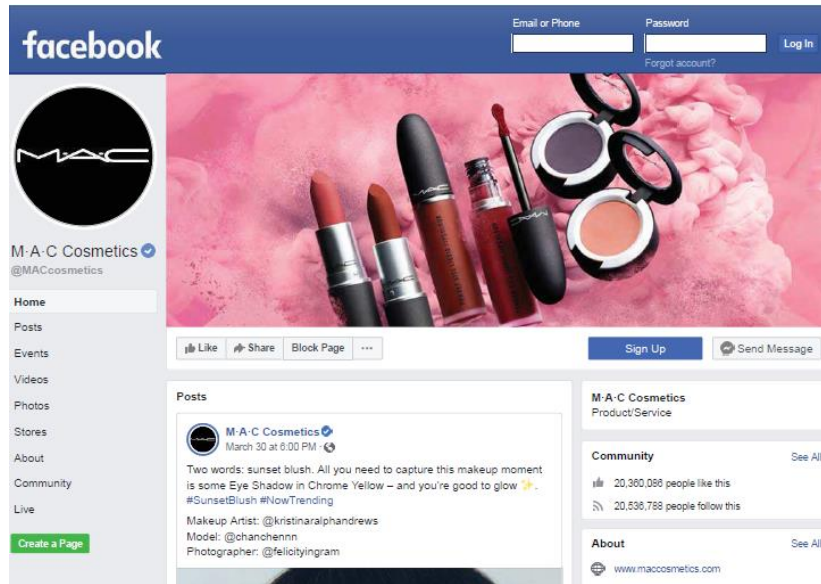 facebook
Email or Phone
Password
Log In
Forgot account?
M·A·C
M·A·C Cosmetics
@MACcosmetics
Home
Posts
Events
Videos
Photos
Stores
About
Community
Live
Create a Page
MAC
MAC
Like
Share
Block Page
...
Sign Up
Send Message
Posts
M·A·C Cosmetics
March 30 at 6:00 PM ·
Two words: sunset blush. All you need to capture this makeup moment
is some Eye Shadow in Chrome Yellow – and you're good to glow ✨.
#SunsetBlush #NowTrending
Makeup Artist: @kristinaralphandrews
Model: @chanchennn
Photographer: @felicityingram
M·A·C Cosmetics
Product/Service
Community
See All
20,360,086 people like this
20,536,788 people follow this
About
See All
www.maccosmetics.com